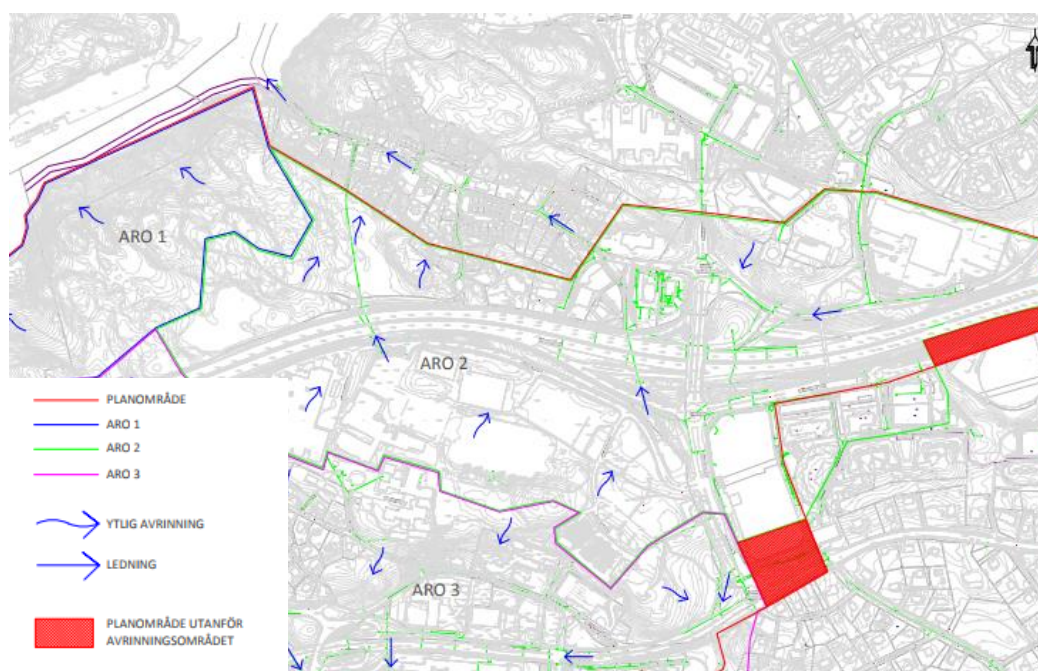 ARO 1
ARO 2
ARO 3
PLANOMRÅDE
ARO 1
ARO 2
ARO 3
YTLIG AVRINNING
LEDNING
PLANOMRÅDE UTANFÖR
AVRINNINGSOMRÅDET